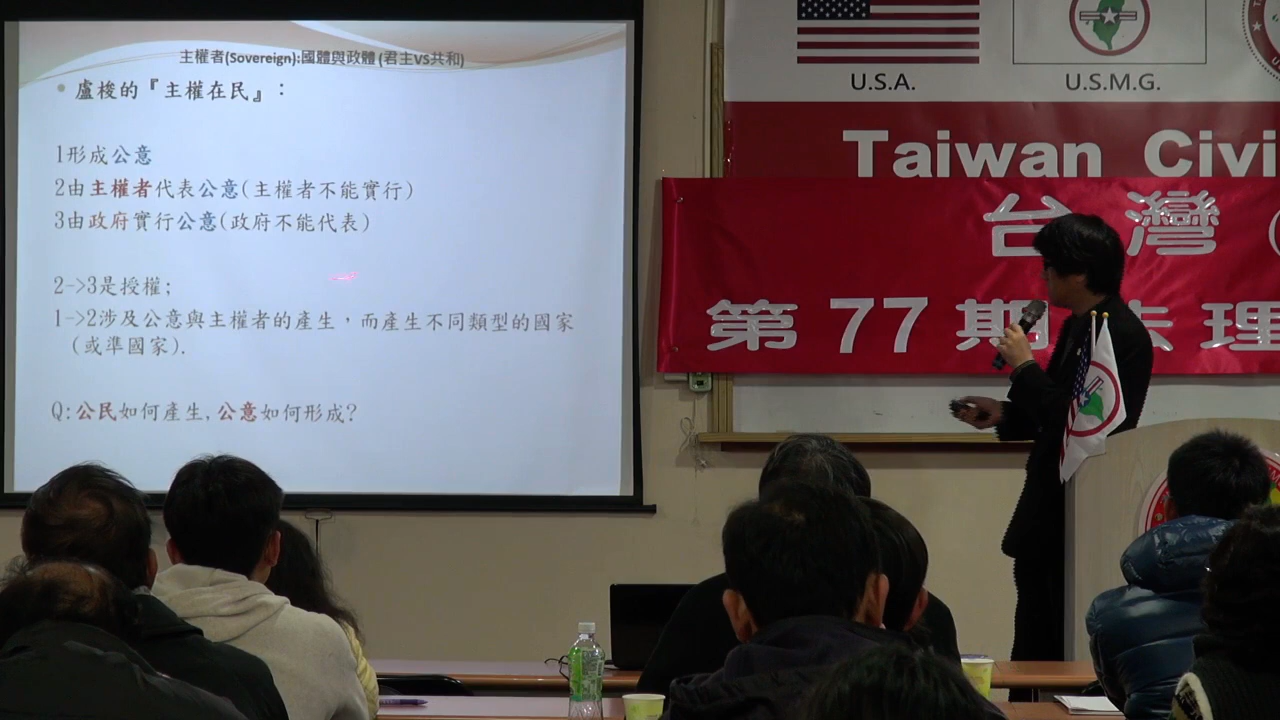 主權者(Sovereign):國體與政體 (君主VS共和)
• 盧梭的『主權在民』：
1形成公意
2由主權者代表公意(主權者不能實行)
3由政府實行公意(政府不能代表)
2->3是授權;
1->2涉及公意與主權者的產生，而產生不同類型的國家
(或準國家).
Q:公民如何產生,公意如何形成?
U.S.A.
U.S.M.G.
Taiwan Civi
台灣
第77期法理